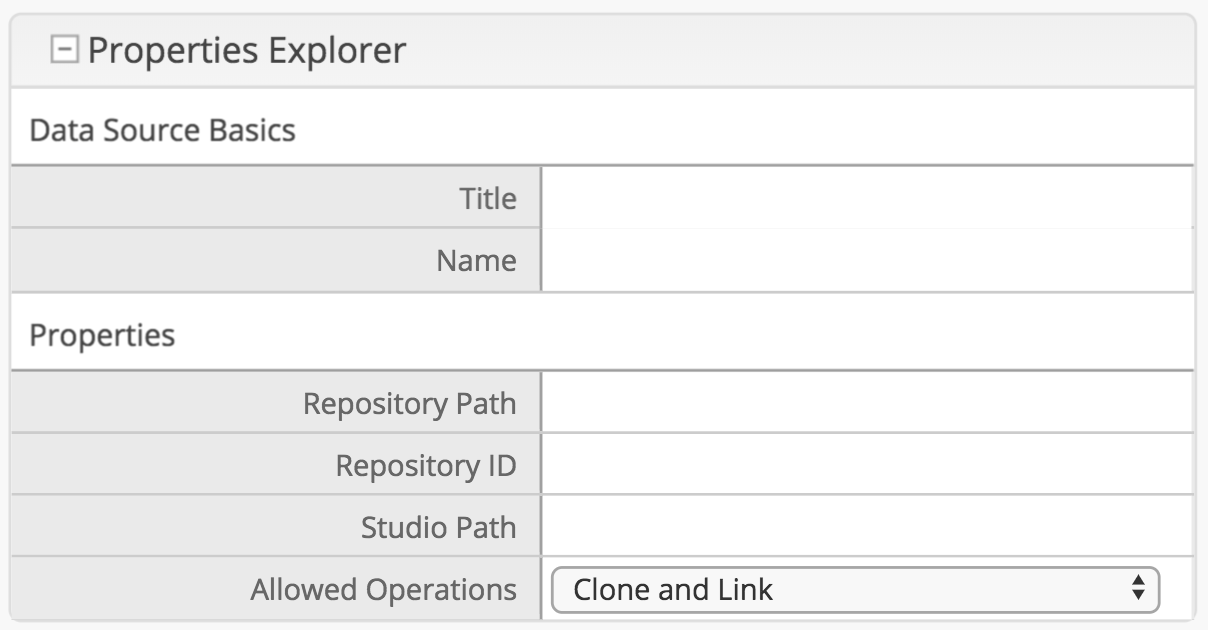 Properties Explorer
Data Source Basics
Title
Name
Properties
Repository Path
Repository ID
Studio Path
Allowed Operations Clone and Link